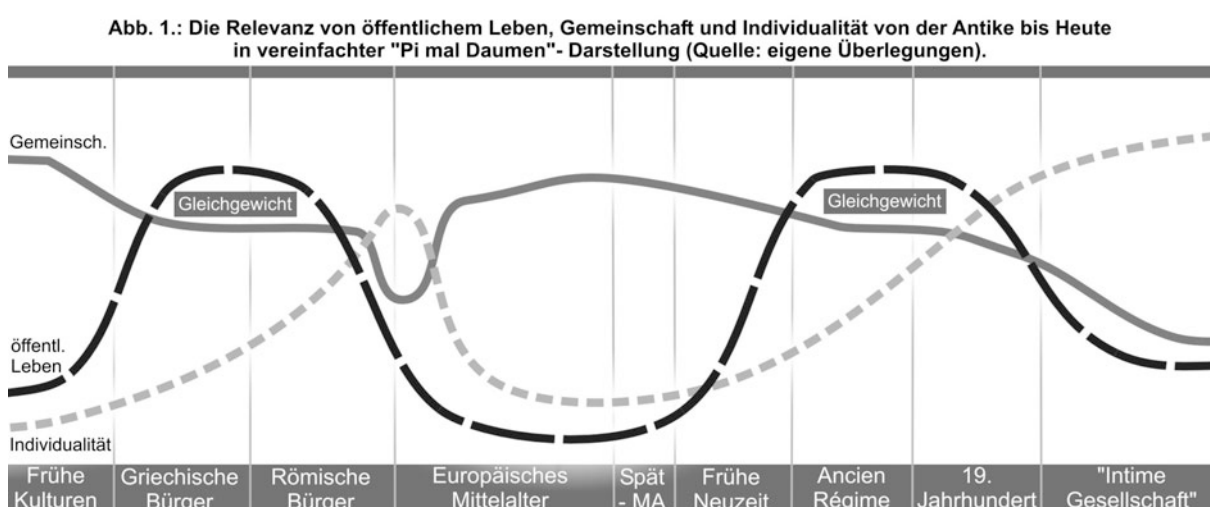 Abb. 1.: Die Relevanz von öffentlichem Leben, Gemeinschaft und Individualität von der Antike bis Heute
in vereinfachter "Pi mal Daumen"- Darstellung (Quelle: eigene Überlegungen).
Gemeinsch.
Gleichgewicht
Gleichgewicht
öffentl.
Leben
Individualität
Frühe
Kulturen
Griechische
Bürger
Römische
Bürger
Europäisches
Mittelalter
Spät
- MA
Frühe
Neuzeit
Ancien
Régime
19.
Jahrhundert
"Intime
Gesellschaft"